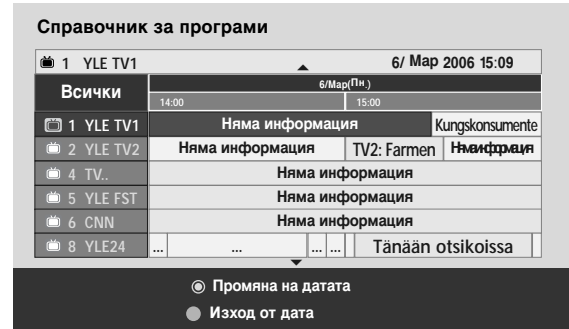 Справочник за програми
1 YLE TV1 6/ Мар 2006 15:09
Всички 6/Мар(Пн.)
14:00 15:00
1 YLE TV1 Няма информация Kungskonsumente
2 YLE TV2 Няма информация TV2: Farmen Няма информация
4 TV.. Няма информация
5 YLE FST Няма информация
6 CNN Няма информация
8 YLE24 ... ... ... ... Tänään otsikoissa
Промяна на датата
Изход от дата